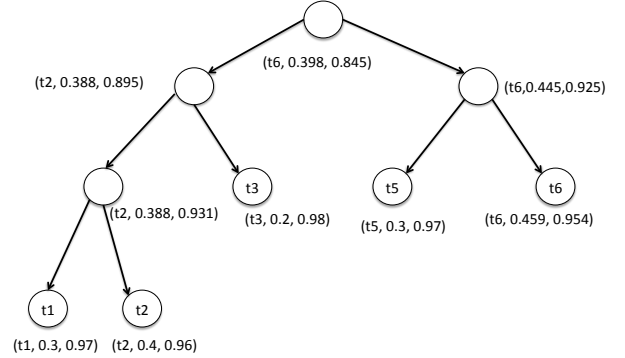 (t6, 0.398, 0.845)
(t2, 0.388, 0.895)
(t6,0.445,0.925)
t3
t5
t6
(t2, 0.388, 0.931)
(t3, 0.2, 0.98)
(t5, 0.3, 0.97)
(t6, 0.459, 0.954)
t1
t2
(t1, 0.3, 0.97)
(t2, 0.4, 0.96)